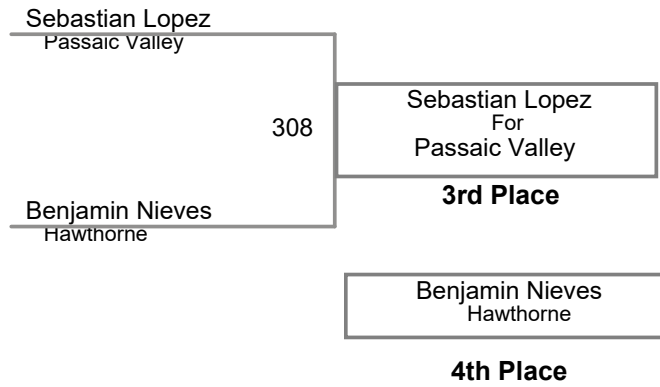 Sebastian Lopez
Passaic Valley
308
Sebastian Lopez
For
Passaic Valley
3rd Place
Benjamin Nieves
Hawthorne
Benjamin Nieves
Hawthorne
4th Place